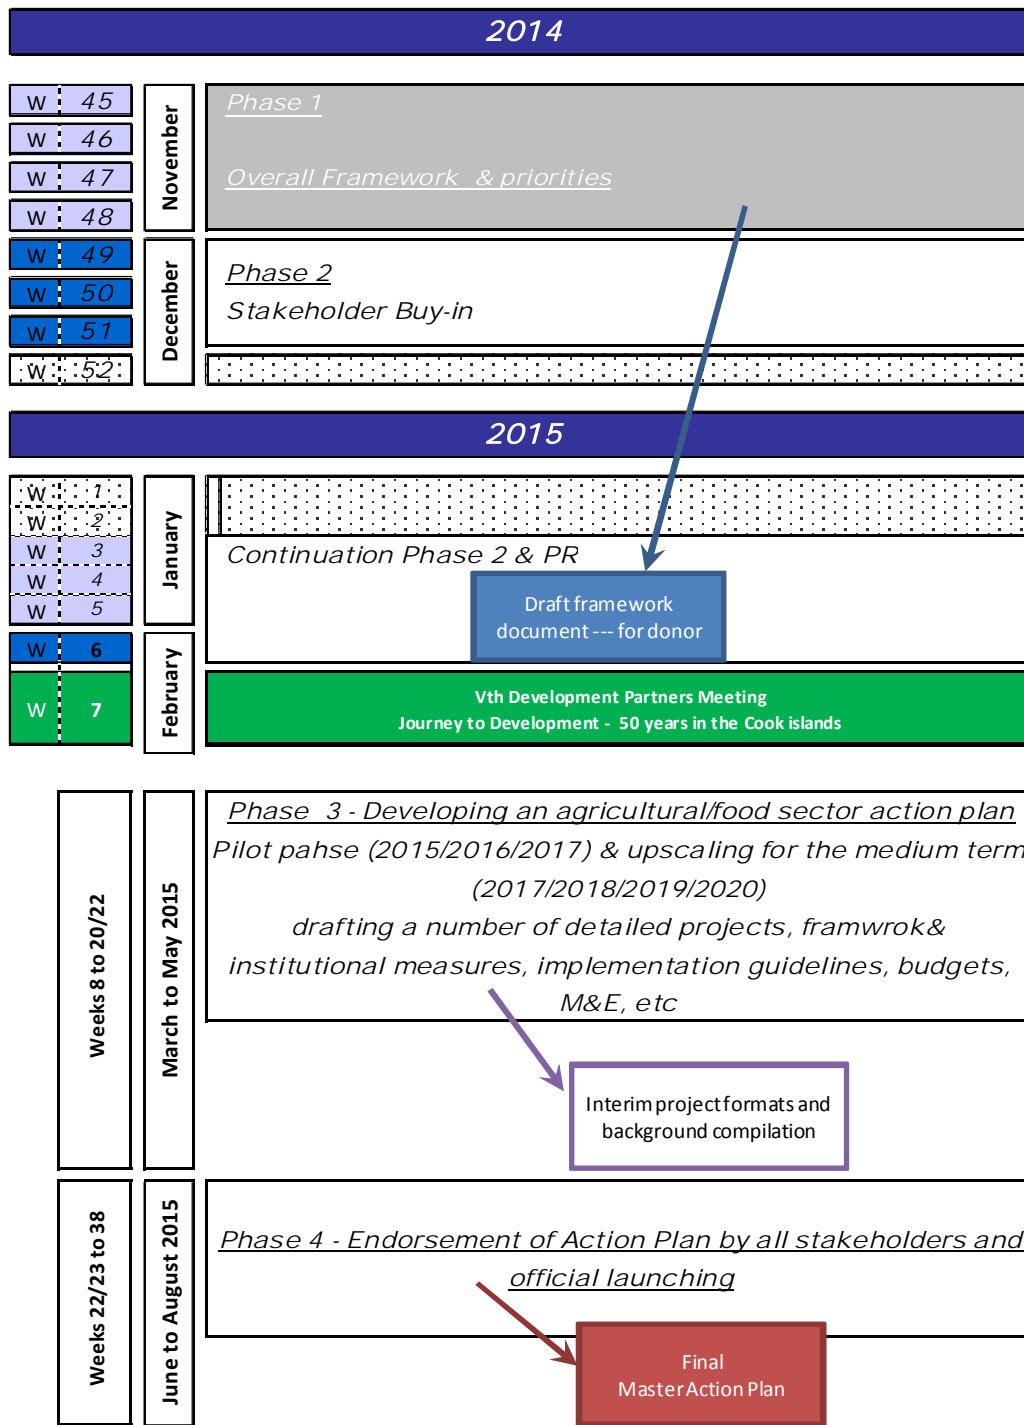 2014
W 45
Phase 1
W 46
W 47
Overall Framework & priorities
W 48
November
W 49
W 50
Phase 2
W 51
Stakeholder Buy-in
W 52
December
2015
W 1
W 2
W 3
Continuation Phase 2 & PR
W 4
W 5
January
Draft framework
document --- for donor
W 6
W 7
February
Vth Development Partners Meeting
Journey to Development - 50 years in the Cook islands
Weeks 8 to 20/22
March to May 2015
Phase 3 - Developing an agricultural/food sector action plan
Pilot pahse (2015/2016/2017) & upscaling for the medium term
(2017/2018/2019/2020)
drafting a number of detailed projects, framwrok&
institutional measures, implementation guidelines, budgets,
M&E, etc
Interim project formats and
background compilation
Weeks 22/23 to 38
June to August 2015
Phase 4 - Endorsement of Action Plan by all stakeholders and
official launching
Final
Master Action Plan